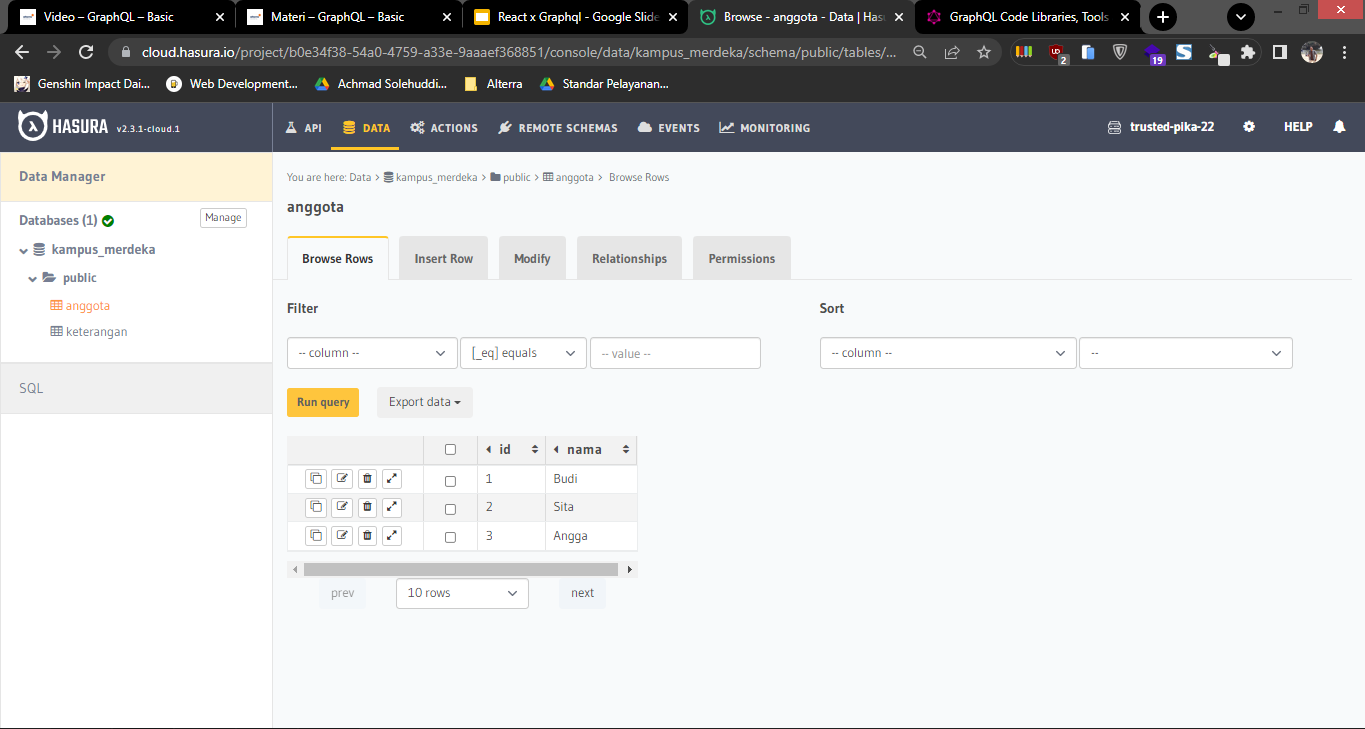 Video – GraphQL – Basic
Materi – GraphQL – Basic
React x Graphql - Google Slide
Browse - anggota - Data | Hasu
GraphQL Code Libraries, Tools
cloud.hasura.io/project/b0e34f38-54a0-4759-a33e-9aaaef368851/console/data/kampus_merdeka/schema/public/tables/...
2
19
Genshin Impact Dai...
Web Development...
Achmad Solehuddi...
Alterra
Standar Pelayanan...
HASURA v2.3.1-cloud.1
API
DATA
ACTIONS
REMOTE SCHEMAS
EVENTS
MONITORING
trusted-pika-22
HELP
Data Manager
Databases (1)
Manage
kampus_merdeka
public
anggota
keterangan
SQL
You are here: Data > kampus_merdeka > public > anggota > Browse Rows
anggota
Browse Rows
Insert Row
Modify
Relationships
Permissions
Filter
Sort
-- column --
[_eq] equals
-- value --
-- column --
--
Run query
Export data
id nama
1 Budi
2 Sita
3 Angga
prev
10 rows
next